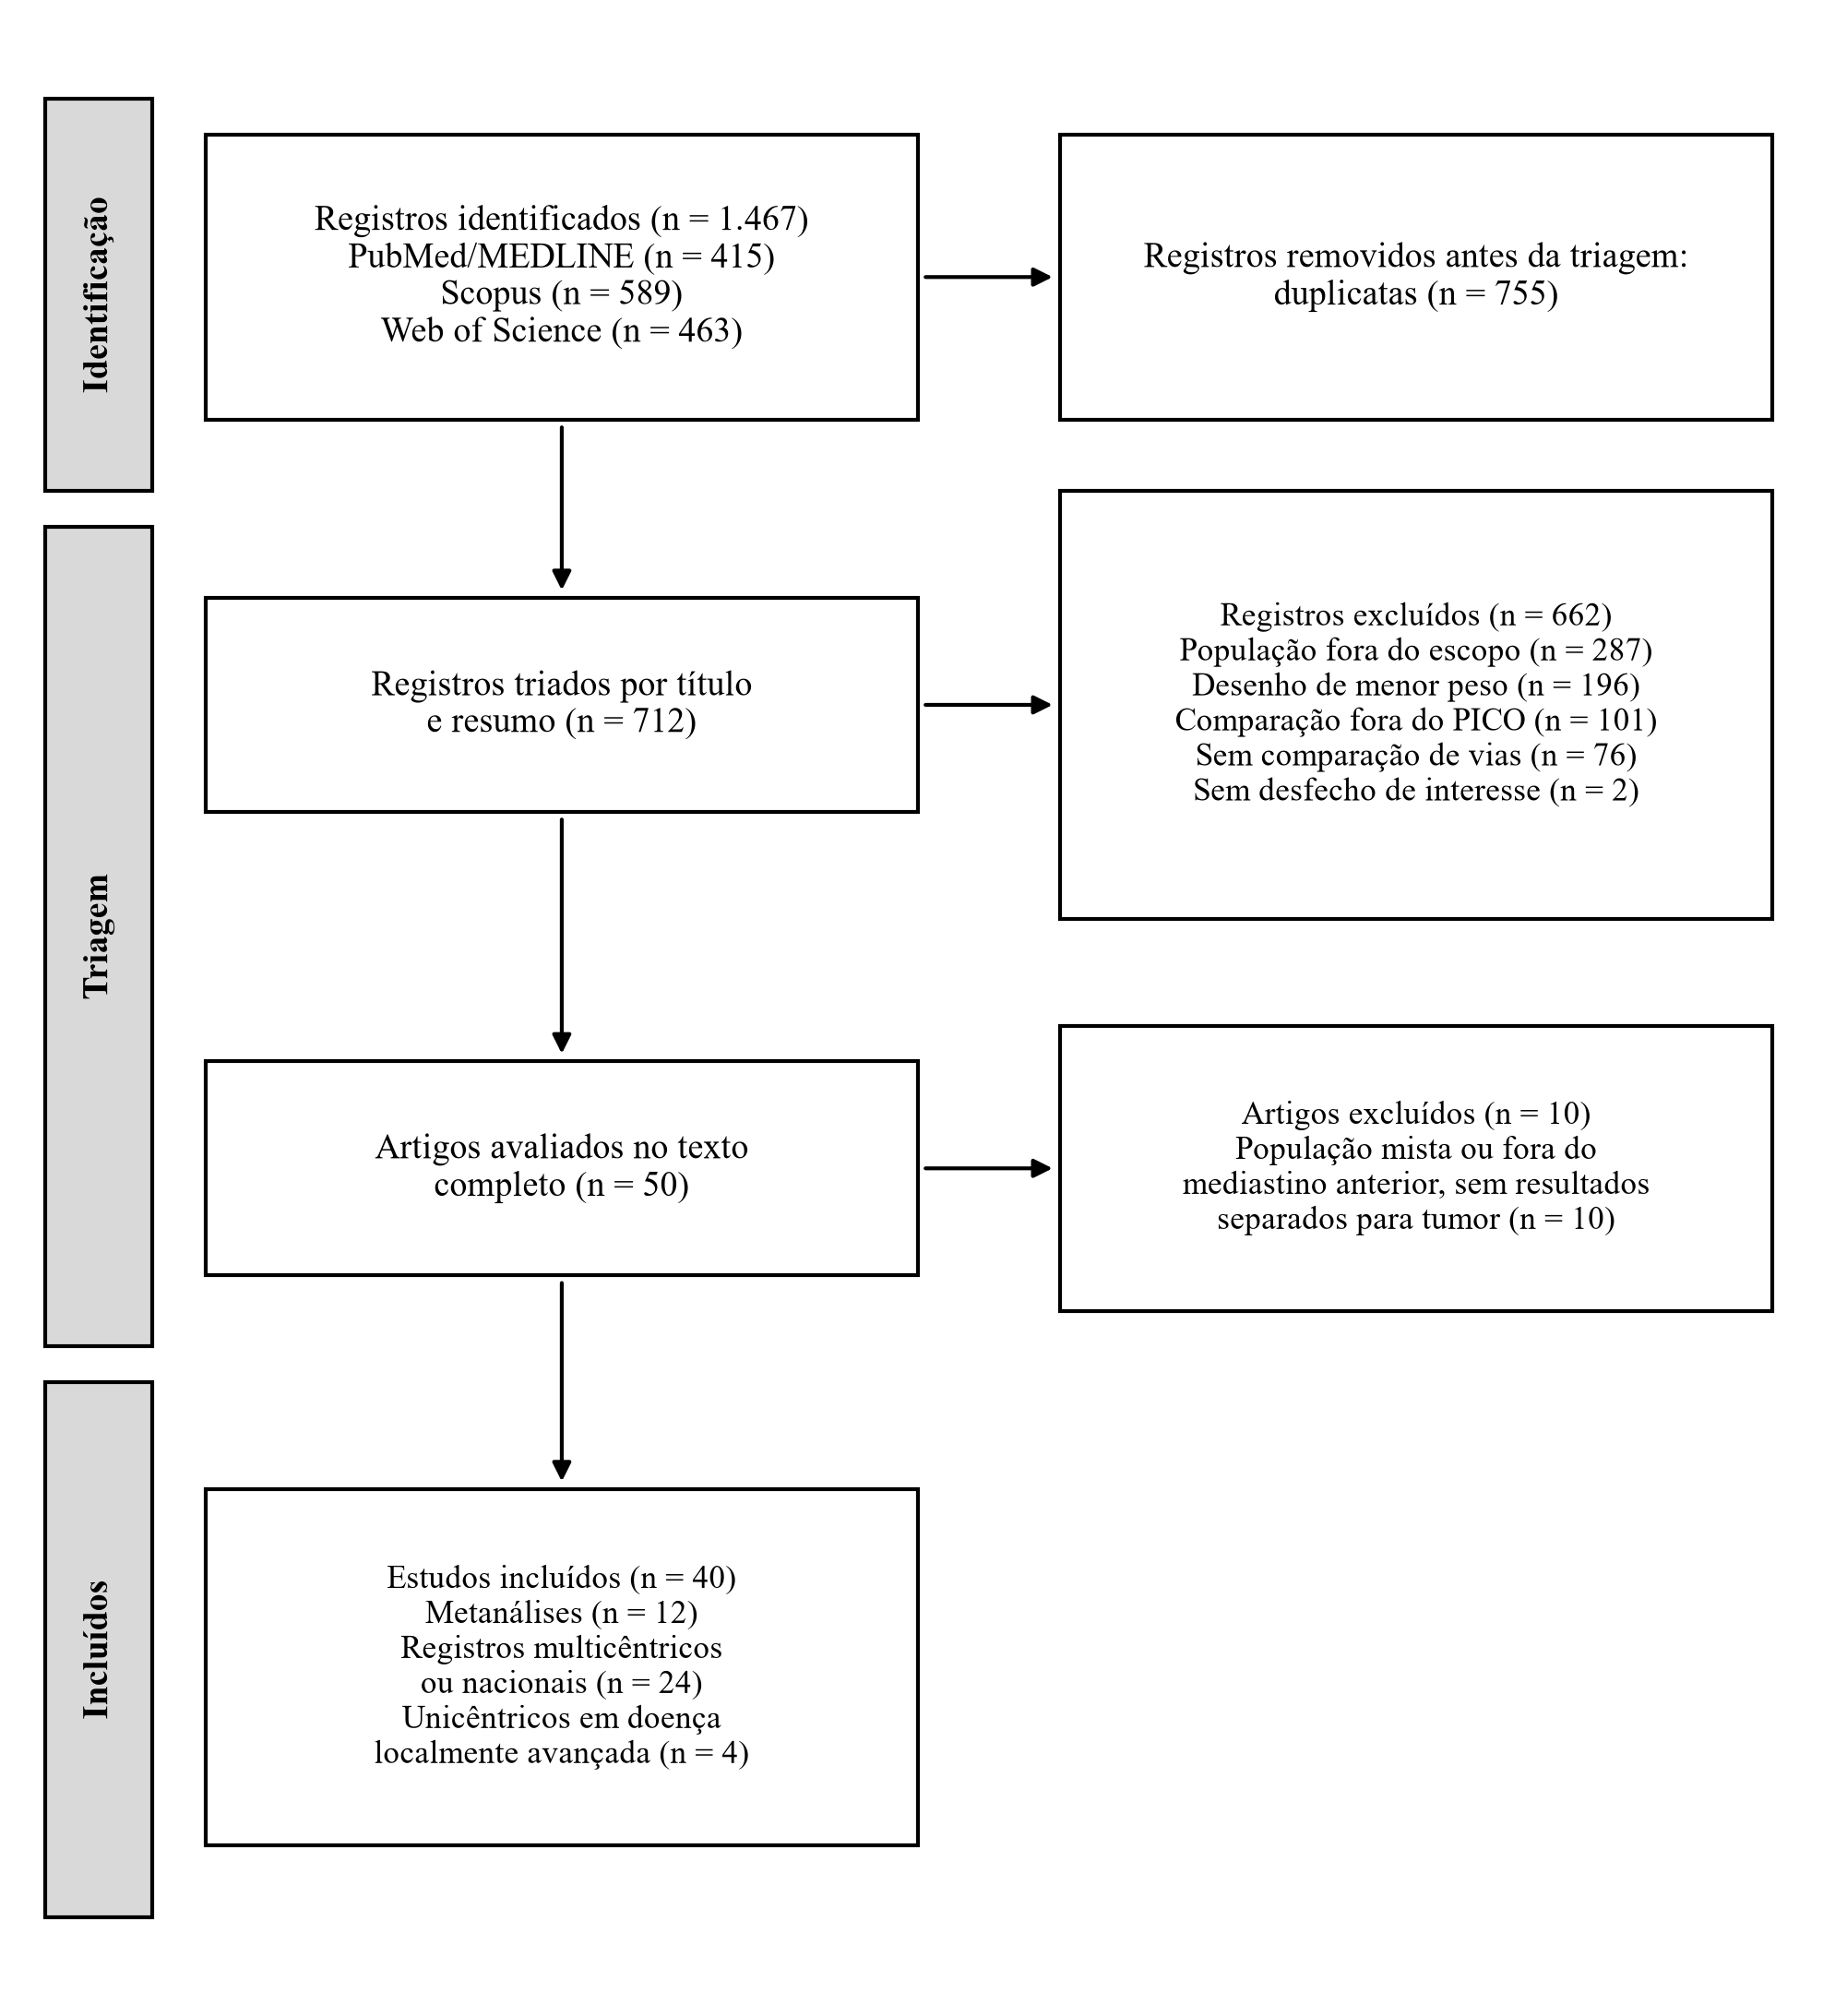 Identificação
Registros identificados (n = 1.467)
PubMed/MEDLINE (n = 415)
Scopus (n = 589)
Web of Science (n = 463)
Registros removidos antes da triagem:
duplicatas (n = 755)
Triagem
Registros triados por título
e resumo (n = 712)
Registros excluídos (n = 662)
População fora do escopo (n = 287)
Desenho de menor peso (n = 196)
Comparação fora do PICO (n = 101)
Sem comparação de vias (n = 76)
Sem desfecho de interesse (n = 2)
Artigos avaliados no texto
completo (n = 50)
Artigos excluídos (n = 10)
População mista ou fora do
mediastino anterior, sem resultados
separados para tumor (n = 10)
Incluídos
Estudos incluídos (n = 40)
Metanálises (n = 12)
Registros multicêntricos
ou nacionais (n = 24)
Unicêntricos em doença
localmente avançada (n = 4)